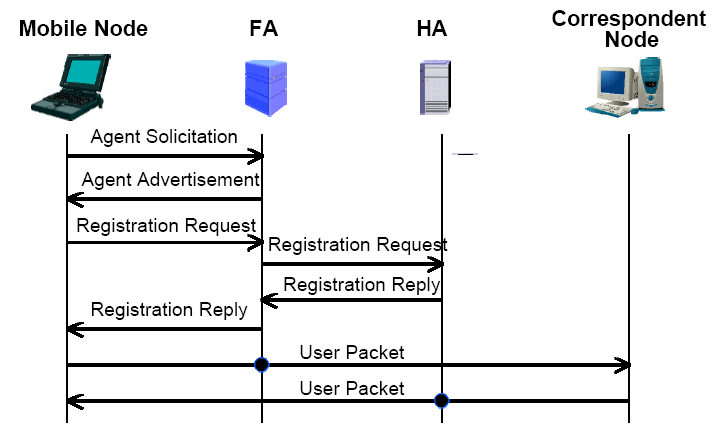 Mobile Node
FA
HA
Correspondent
Node
Agent Solicitation
Agent Advertisement
Registration Request
Registration Request
Registration Reply
Registration Reply
User Packet
User Packet